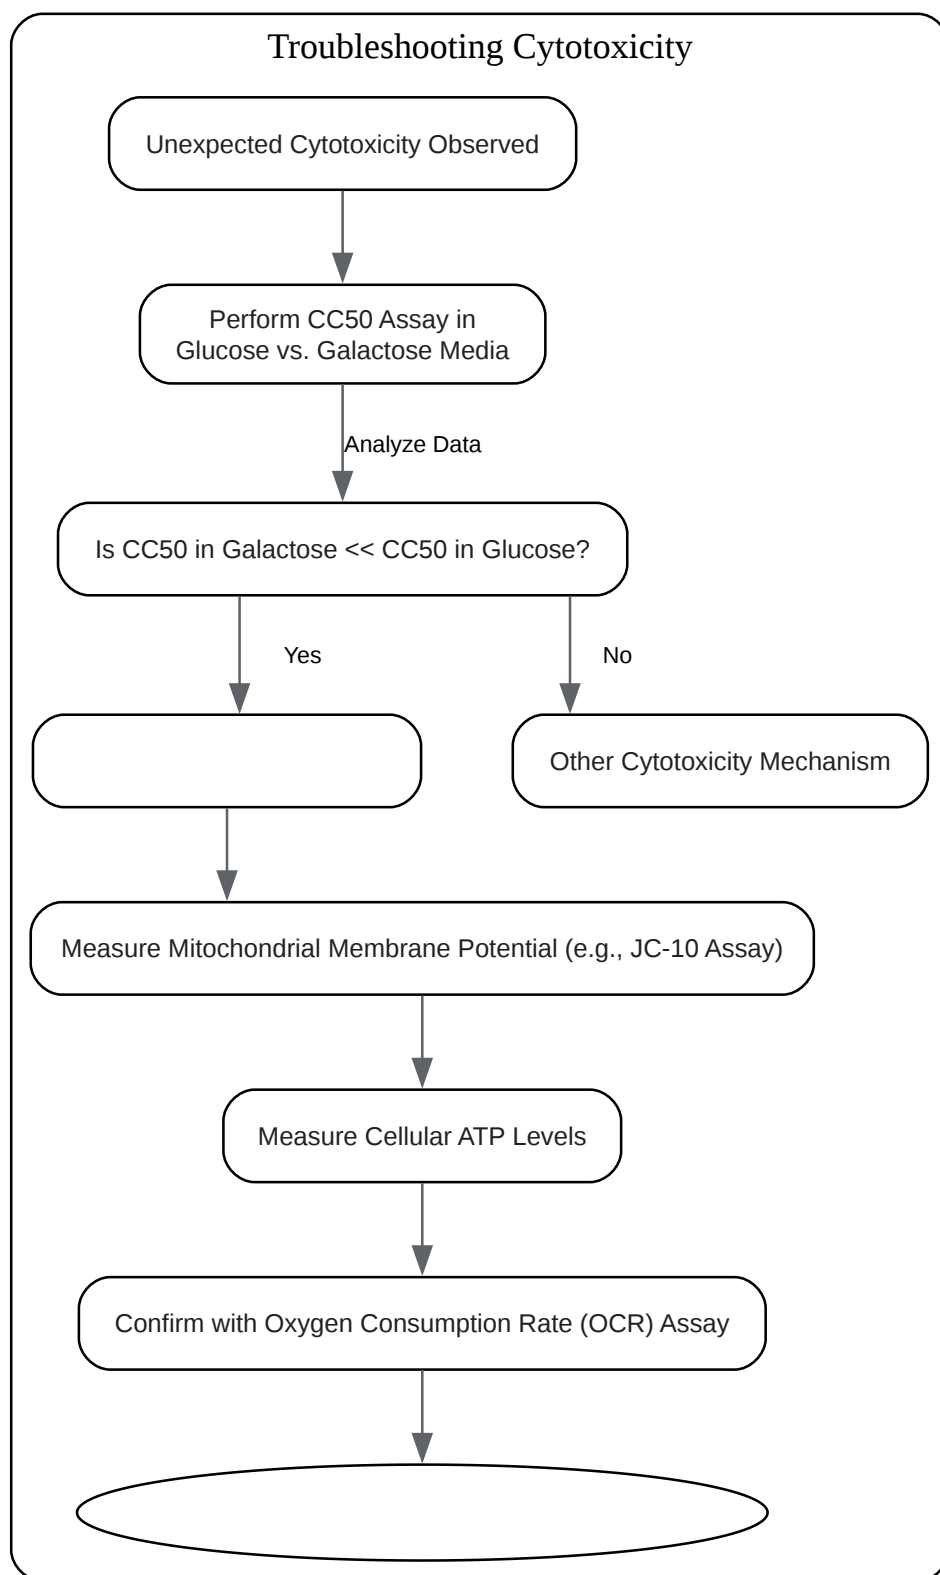 Troubleshooting Cytotoxicity
Unexpected Cytotoxicity Observed
Perform CC50 Assay in
Glucose vs. Galactose Media
Analyze Data
Is CC50 in Galactose << CC50 in Glucose?
Yes
No
Other Cytotoxicity Mechanism
Measure Mitochondrial Membrane Potential (e.g., JC-10 Assay)
Measure Cellular ATP Levels
Confirm with Oxygen Consumption Rate (OCR) Assay